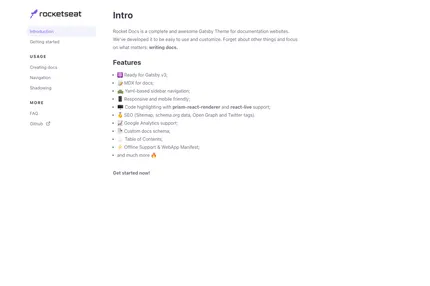 rocketseat
Introduction
Getting started
USAGE
Creating docs
Navigation
Shadowing
MORE
FAQ
Github
Intro
Rocket Docs is a complete and awesome Gatsby Theme for documentation websites.
We've developed it to be easy to use and customize. Forget about other things and focus
on what matters: writing docs.
Features
Ready for Gatsby v3;
MDX for docs;
Yaml-based sidebar navigation;
Responsive and mobile friendly;
Code highlighting with prism-react-renderer and react-live support;
SEO (Sitemap, schema.org data, Open Graph and Twitter tags).
Google Analytics support;
Custom docs schema;
Table of Contents;
Offline Support & WebApp Manifest;
and much more 🔥
Get started now!